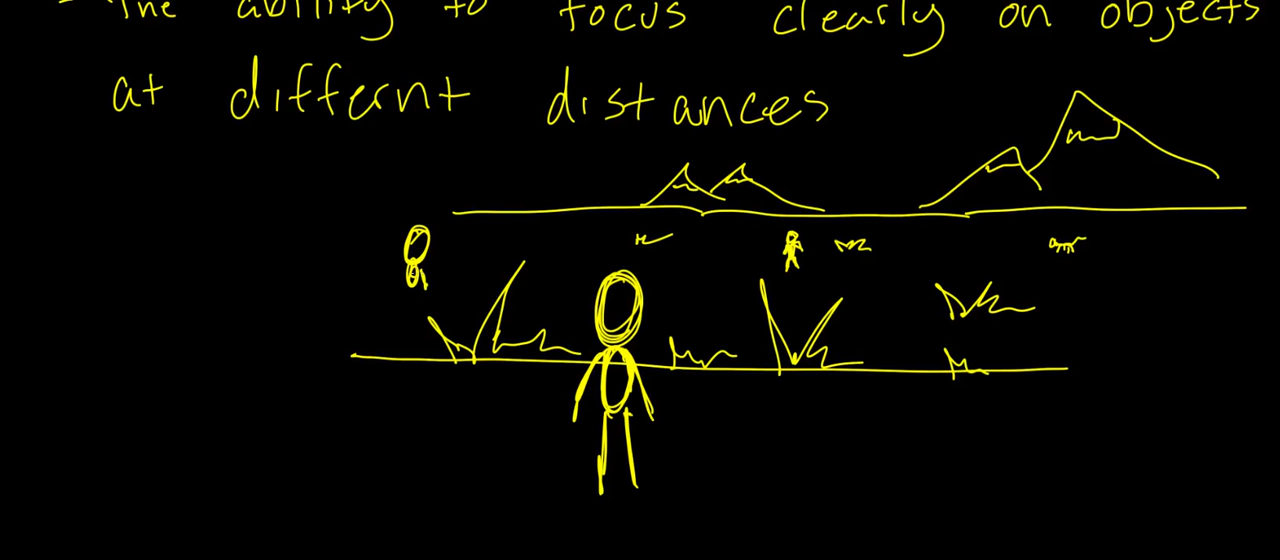 - The ability to focus clearly on objects
at differnt distances